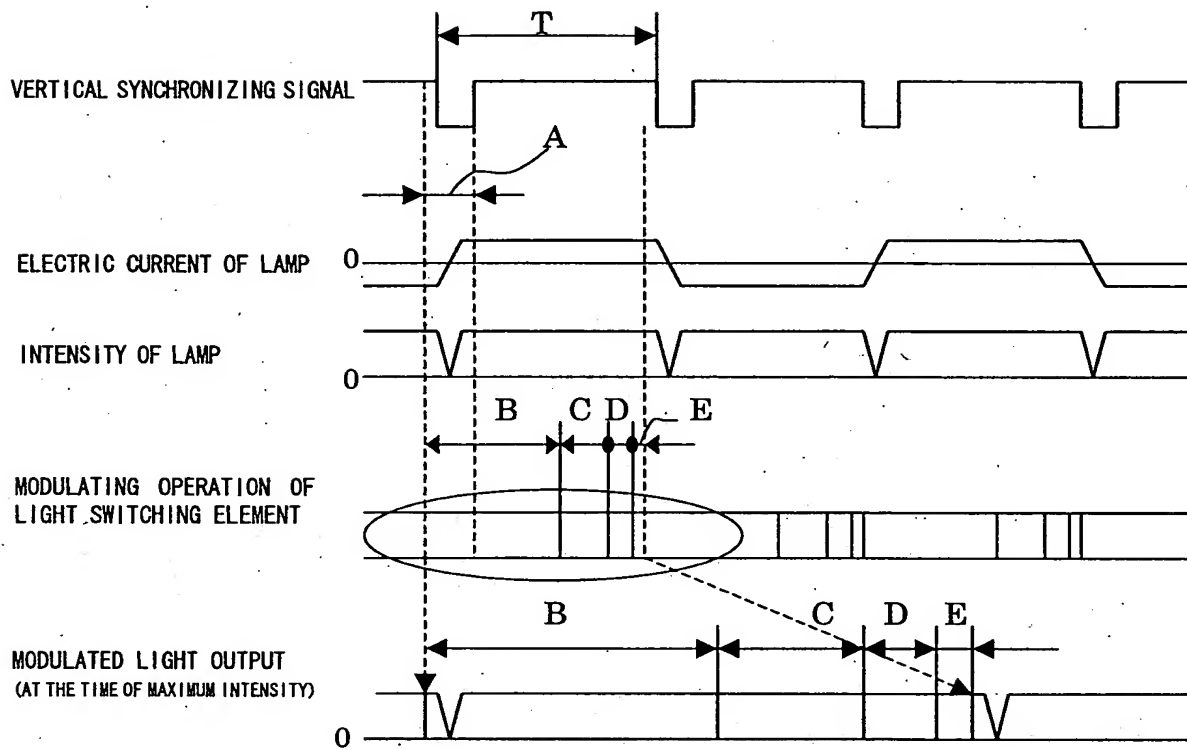 T
VERTICAL SYNCHRONIZING SIGNAL
A
ELECTRIC CURRENT OF LAMP 0
INTENSITY OF LAMP
0
B C D E
MODULATING OPERATION OF
LIGHT SWITCHING ELEMENT
B C D E
MODULATED LIGHT OUTPUT
(AT THE TIME OF MAXIMUM INTENSITY)
0